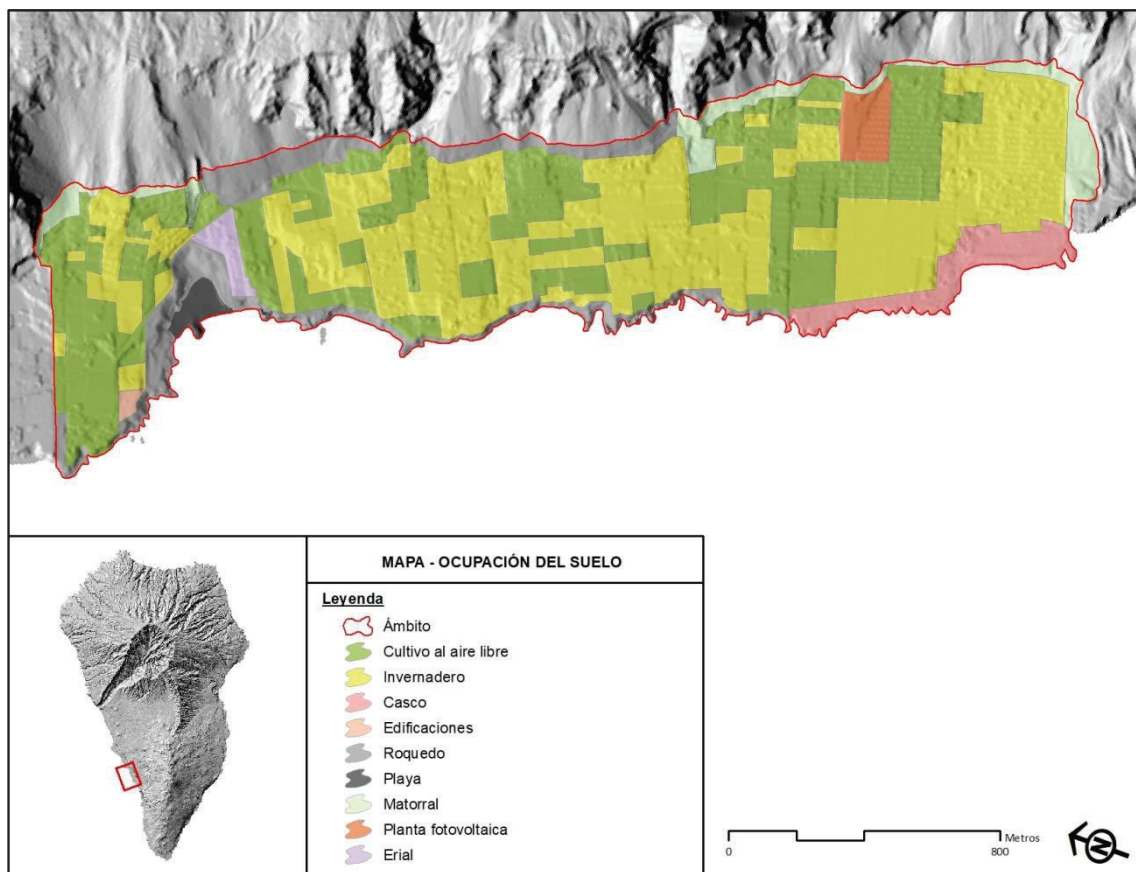 MAPA - OCUPACIÓN DEL SUELO
Leyenda
Ámbito
Cultivo al aire libre
Invernadero
Casco
Edificaciones
Roquedo
Playa
Matorral
Planta fotovoltaica
Erial
Metros
0 800
N